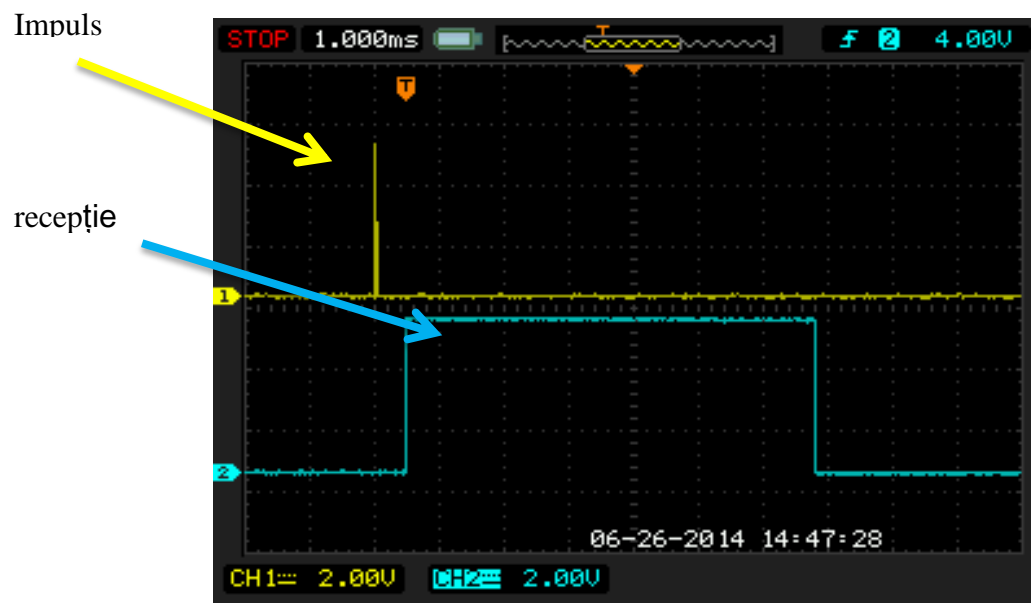 Impuls
STOP 1.000ms T f 2 4.00V
T
recepție
1
2
06-26-2014 14:47:28
CH1 2.00V CH2 2.00V